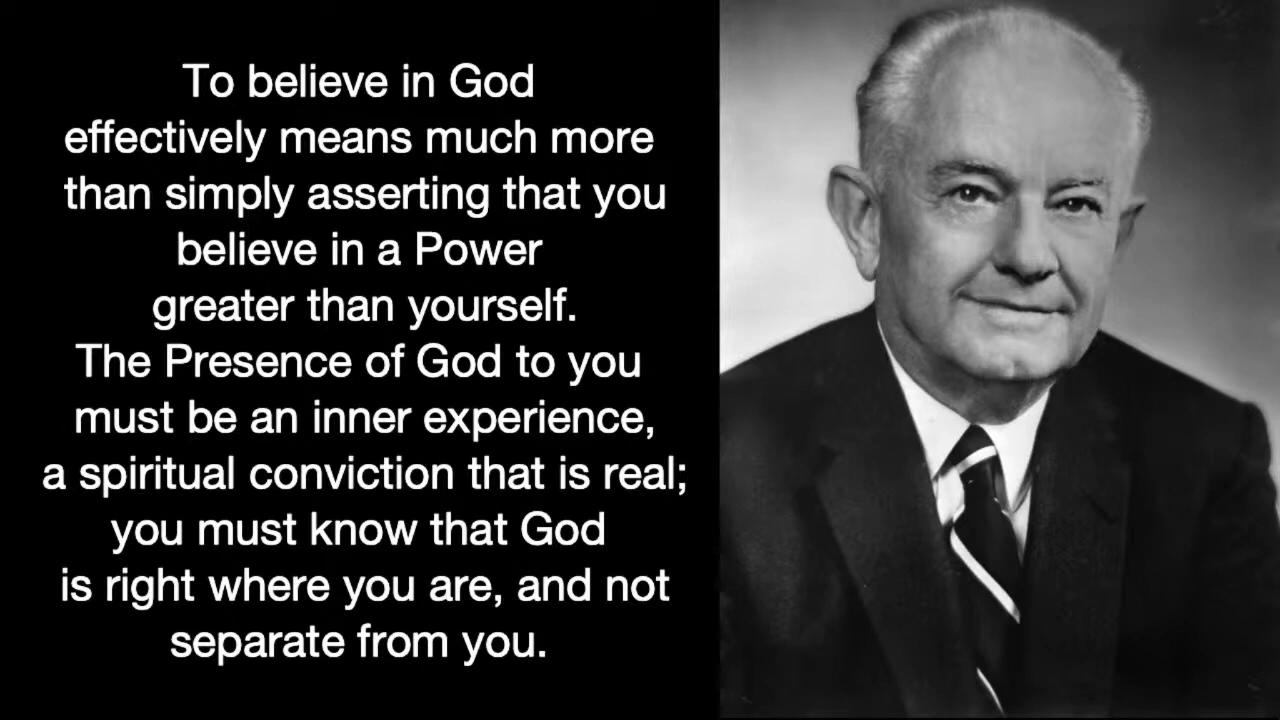 To believe in God
effectively means much more
than simply asserting that you
believe in a Power
greater than yourself.
The Presence of God to you
must be an inner experience,
a spiritual conviction that is real;
you must know that God
is right where you are, and not
separate from you.